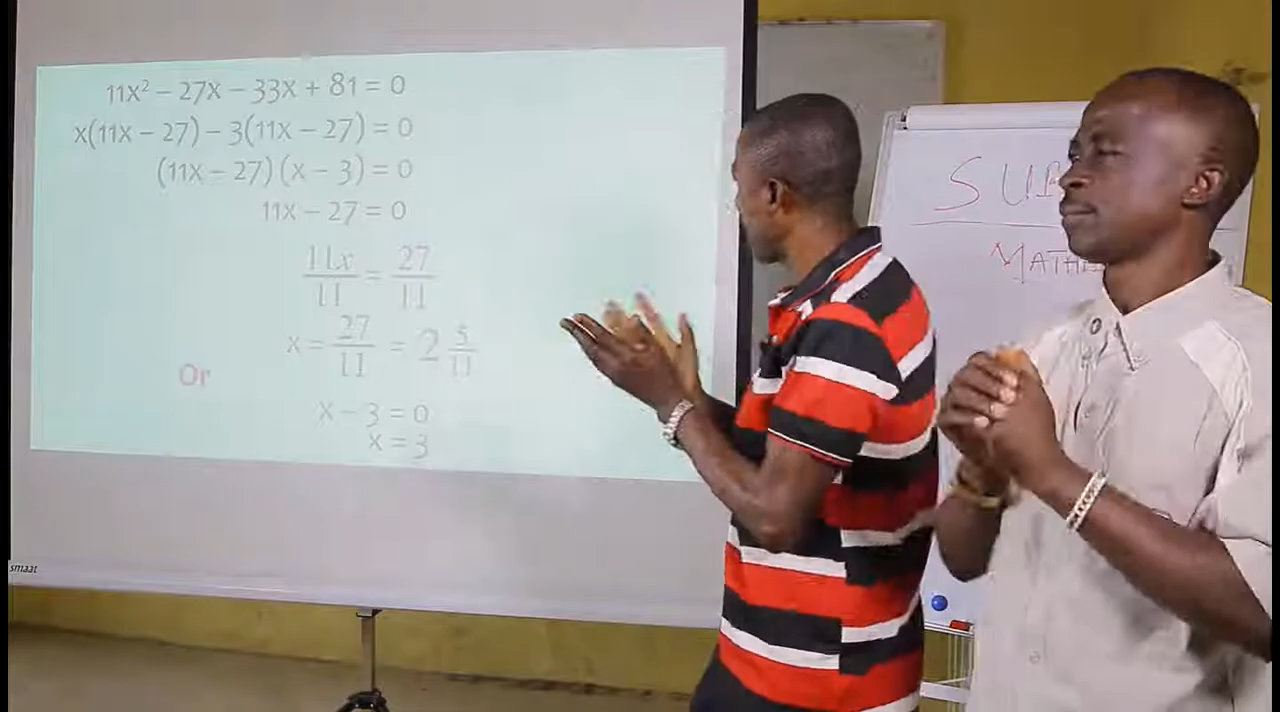 11x² − 27x − 33x + 81 = 0
x(11x − 27) − 3(11x − 27) = 0
(11x − 27)(x − 3) = 0
11x − 27 = 0
11x/11 = 27/11
x = 27/11 = 2 5/11
Or
x − 3 = 0
x = 3
smaat